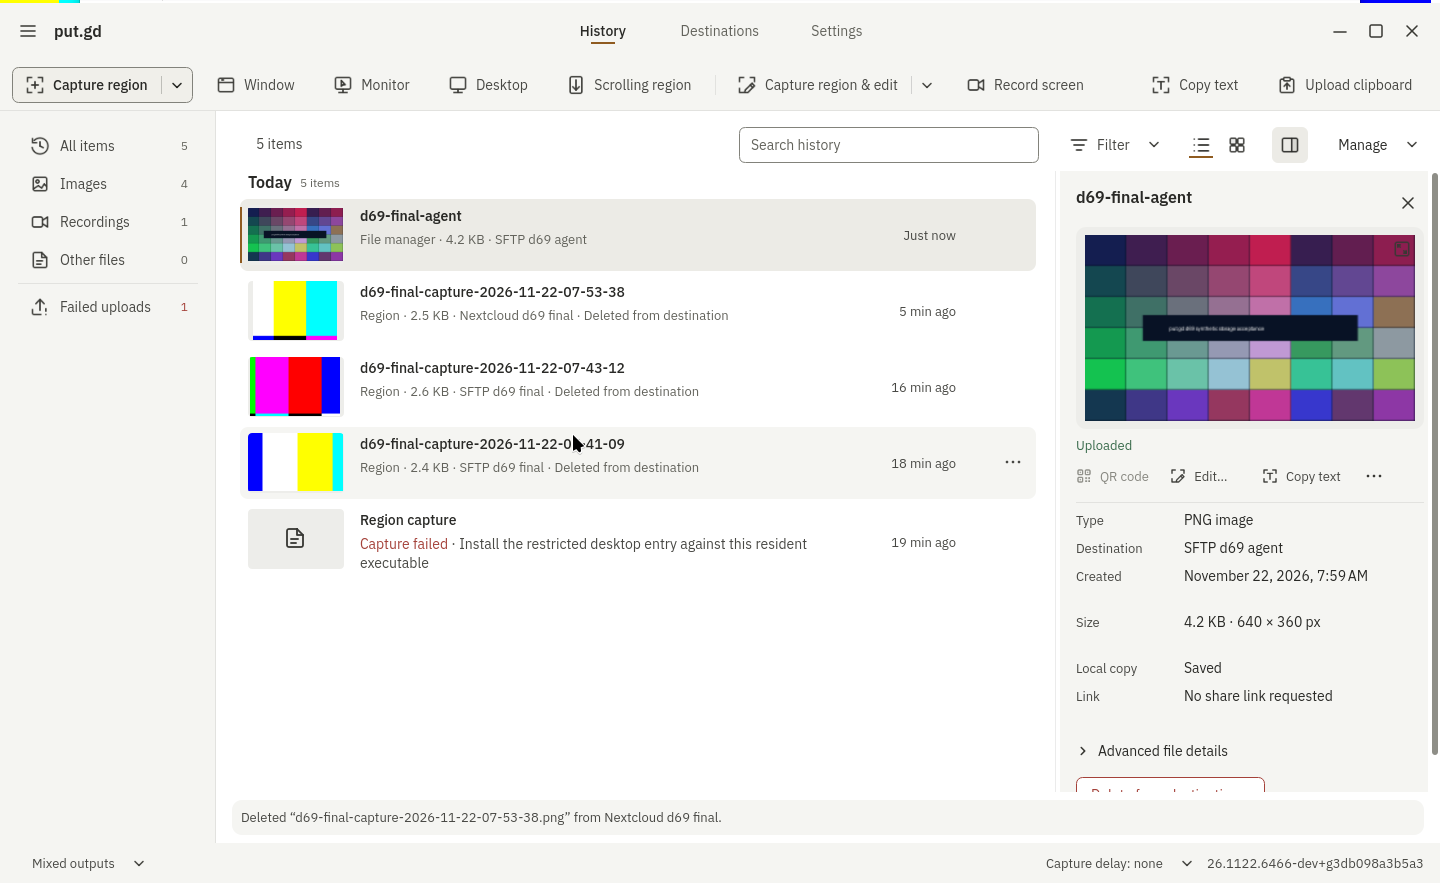 put.gd
History
Destinations
Settings
Capture region
Window
Monitor
Desktop
Scrolling region
Capture region & edit
Record screen
Copy text
Upload clipboard
All items 5
Images 4
Recordings 1
Other files 0
Failed uploads 1
5 items
Search history
Filter
Manage
Today 5 items
d69-final-agent
File manager · 4.2 KB · SFTP d69 agent
Just now
d69-final-capture-2026-11-22-07-53-38
Region · 2.5 KB · Nextcloud d69 final · Deleted from destination
5 min ago
d69-final-capture-2026-11-22-07-43-12
Region · 2.6 KB · SFTP d69 final · Deleted from destination
16 min ago
Region · 2.4 KB · SFTP d69 final · Deleted from destination
18 min ago
Region capture
Capture failed · Install the restricted desktop entry against this resident
executable
19 min ago
d69-final-agent
put.gd d69 synthetic storage acceptance
Uploaded
QR code
Edit...
Copy text
Type PNG image
Destination SFTP d69 agent
Created November 22, 2026, 7:59 AM
Size 4.2 KB · 640 × 360 px
Local copy Saved
Link No share link requested
Advanced file details
Deleted “d69-final-capture-2026-11-22-07-53-38.png” from Nextcloud d69 final.
Mixed outputs
Capture delay: none
26.1122.6466-dev+g3db098a3b5a3